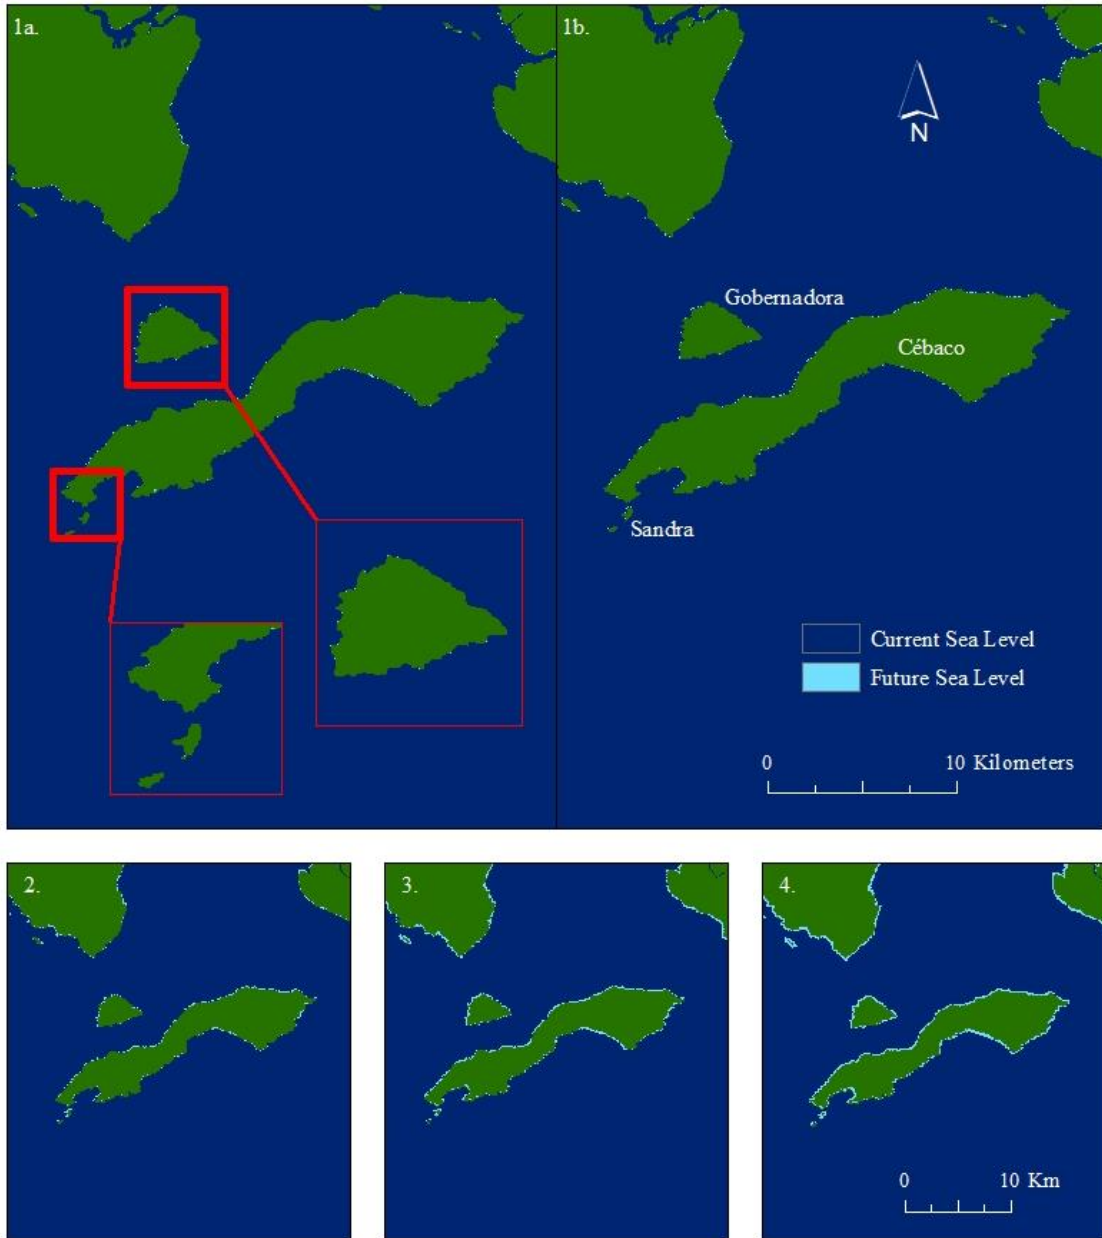 1a.
1b.
N
Gobernadora
Cébaco
Sandra
Current Sea Level
Future Sea Level
0 10 Kilometers
2.
3.
4.
0 10 Km